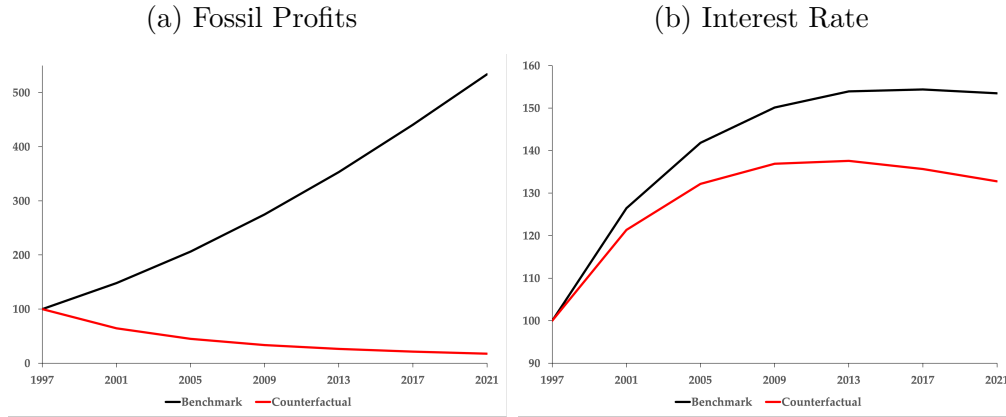 (a) Fossil Profits
500
400
300
200
100
0
1997 2001 2005 2009 2013 2017 2021
Benchmark Counterfactual
(b) Interest Rate
160
150
140
130
120
110
100
90
1997 2001 2005 2009 2013 2017 2021
Benchmark Counterfactual